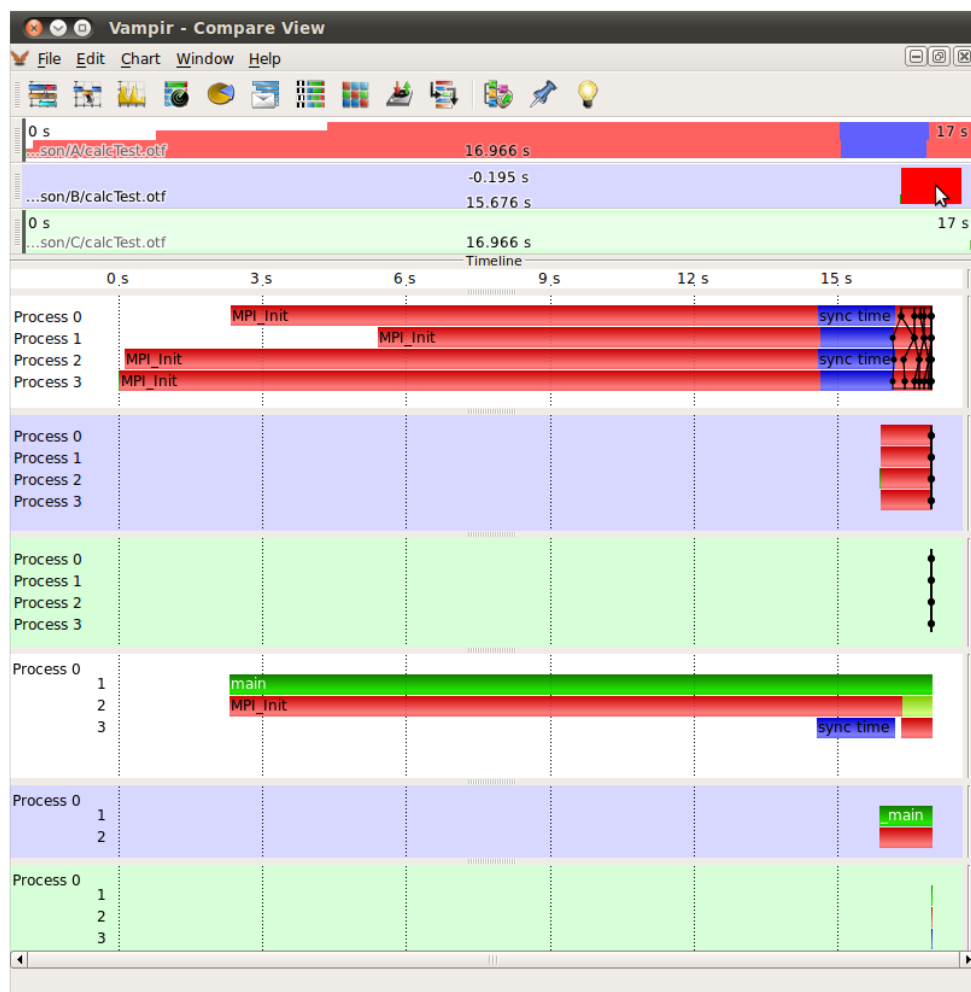 Vampir - Compare View
File Edit Chart Window Help
0 s 17 s
...son/A/calcTest.otf 16.966 s
-0.195 s
...son/B/calcTest.otf 15.676 s
0 s 17 s
...son/C/calcTest.otf 16.966 s
Timeline
0 s 3 s 6 s 9 s 12 s 15 s
Process 0 MPI_Init sync time
Process 1 MPI_Init
Process 2 MPI_Init sync time
Process 3 MPI_Init
Process 0
Process 1
Process 2
Process 3
Process 0
Process 1
Process 2
Process 3
Process 0
1 main
2 MPI_Init
3 sync time
Process 0
1 _main
2
Process 0
1
2
3